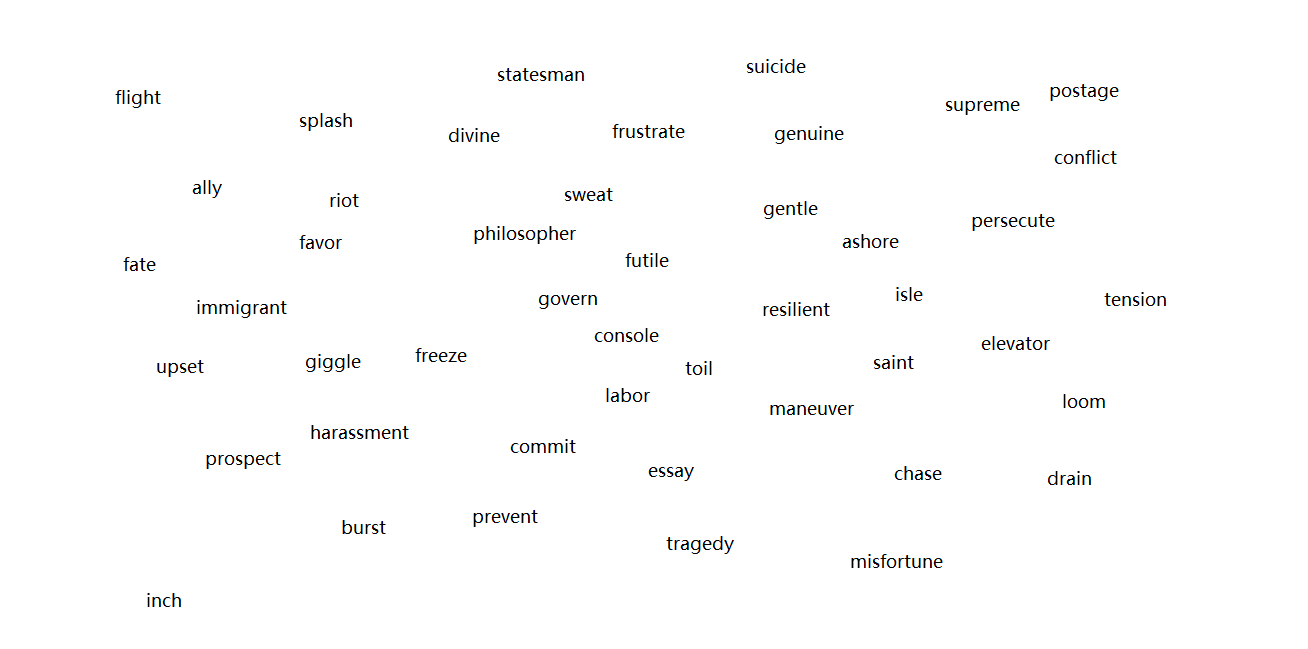 suicide
statesman
postage
flight
supreme
splash
frustrate
genuine
divine
conflict
ally
sweat
riot
gentle
persecute
philosopher
ashore
favor
futile
fate
isle
govern
tension
immigrant
resilient
console
elevator
freeze
giggle
saint
upset
toil
labor
loom
maneuver
harassment
commit
prospect
essay
chase
drain
prevent
burst
tragedy
misfortune
inch